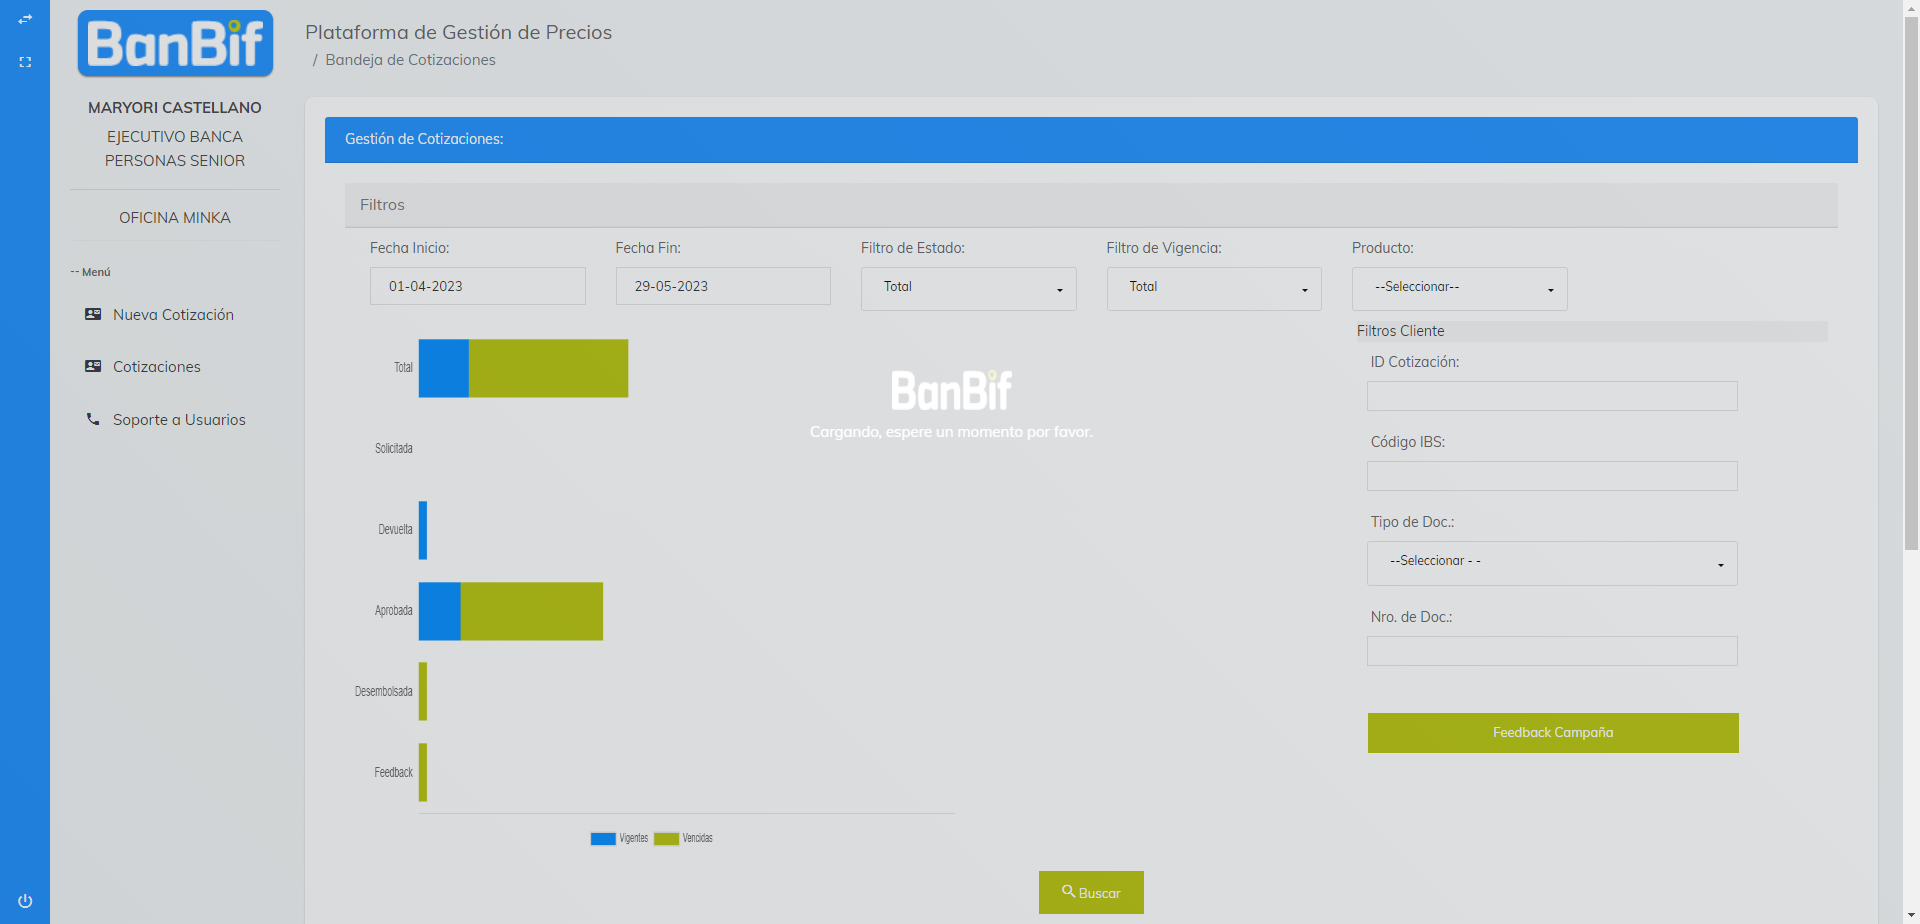 BanBif
MARYORI CASTELLANO
EJECUTIVO BANCA
PERSONAS SENIOR
OFICINA MINKA
-- Menú
Nueva Cotización
Cotizaciones
Soporte a Usuarios
Plataforma de Gestión de Precios
/ Bandeja de Cotizaciones
Gestión de Cotizaciones:
Filtros
Fecha Inicio: Fecha Fin: Filtro de Estado: Filtro de Vigencia: Producto:
01-04-2023 29-05-2023 Total Total --Seleccionar--
Total
Solicitada
Devuelta
Aprobada
Desembolsada
Feedback
Vigentes Vencidas
BanBif
Cargando, espere un momento por favor.
Filtros Cliente
ID Cotización:
Código IBS:
Tipo de Doc.:
--Seleccionar - -
Nro. de Doc.:
Feedback Campaña
Buscar